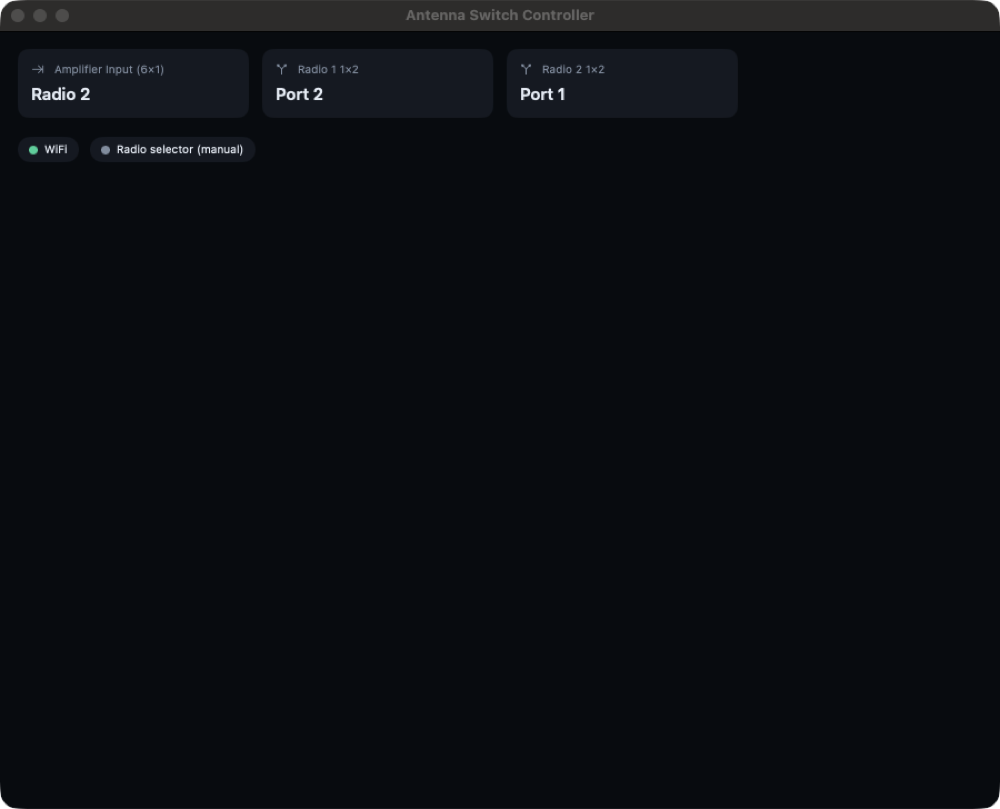 Antenna Switch Controller
Amplifier Input (6×1)
Radio 2
Radio 1 1×2
Port 2
Radio 2 1×2
Port 1
WiFi
Radio selector (manual)